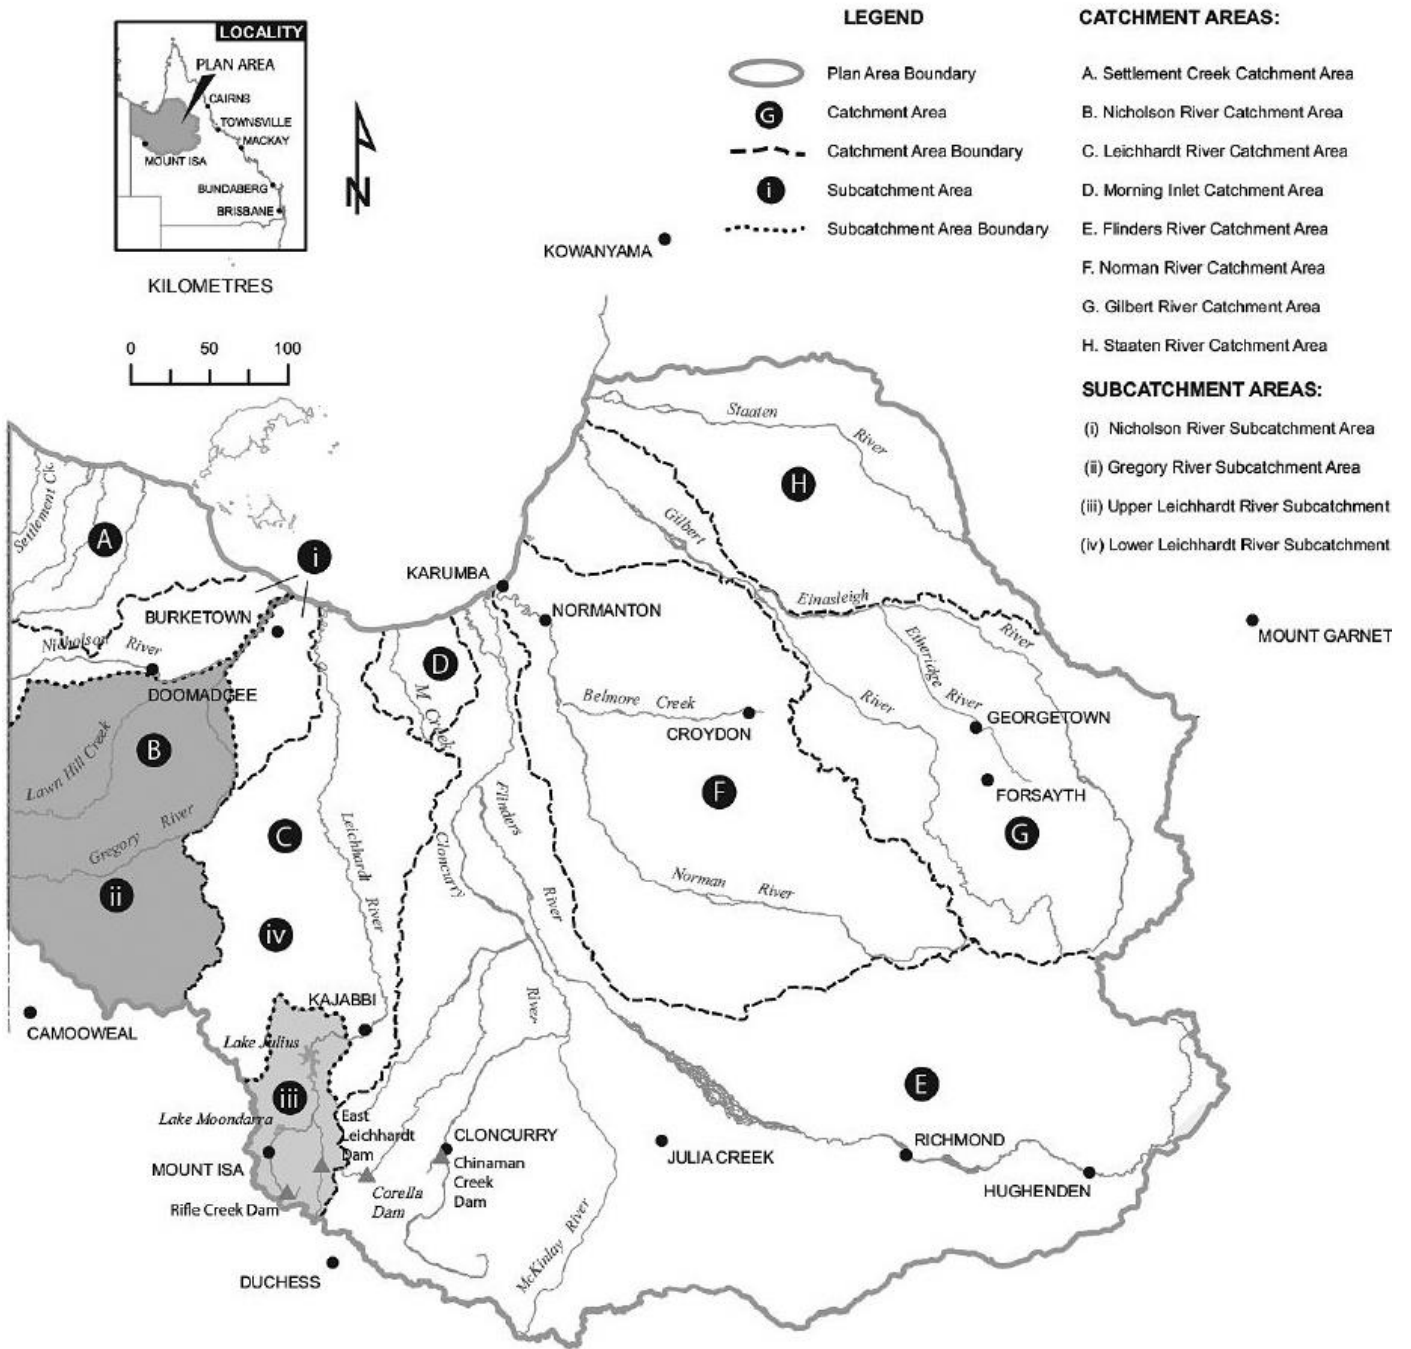 LOCALITY
PLAN AREA
CAIRNS
TOWNSVILLE
MACKAY
MOUNT ISA
BUNDABERG
BRISBANE
N
KILOMETRES
0 50 100
LEGEND
Plan Area Boundary
G Catchment Area
Catchment Area Boundary
i Subcatchment Area
Subcatchment Area Boundary
CATCHMENT AREAS:
A. Settlement Creek Catchment Area
B. Nicholson River Catchment Area
C. Leichhardt River Catchment Area
D. Morning Inlet Catchment Area
E. Flinders River Catchment Area
F. Norman River Catchment Area
G. Gilbert River Catchment Area
H. Staaten River Catchment Area
SUBCATCHMENT AREAS:
(i) Nicholson River Subcatchment Area
(ii) Gregory River Subcatchment Area
(iii) Upper Leichhardt River Subcatchment
(iv) Lower Leichhardt River Subcatchment
KOWANYAMA
Staaten
River
H
Settlement Ck.
A
i
Gilbert
KARUMBA
NORMANTON
Einasleigh
River
BURKETOWN
MOUNT GARNET
Nicholson River
DOOMADGEE
D
M Creek
Etheridge
River
Belmore Creek
CROYDON
River
GEORGETOWN
B
Lawn Hill Creek
F
FORSAYTH
Flinders
G
Gregory River
C
Leichhardt
River
Cloncurry
ii
Norman River
River
iv
CAMOOWEAL
KAJABBI
River
Lake Julius
E
iii
Lake Moondarra
East
Leichhardt
Dam
CLONCURRY
RICHMOND
JULIA CREEK
MOUNT ISA
Chinaman
Creek
Dam
HUGHENDEN
Corella
Dam
Rifle Creek Dam
McKinlay River
DUCHESS